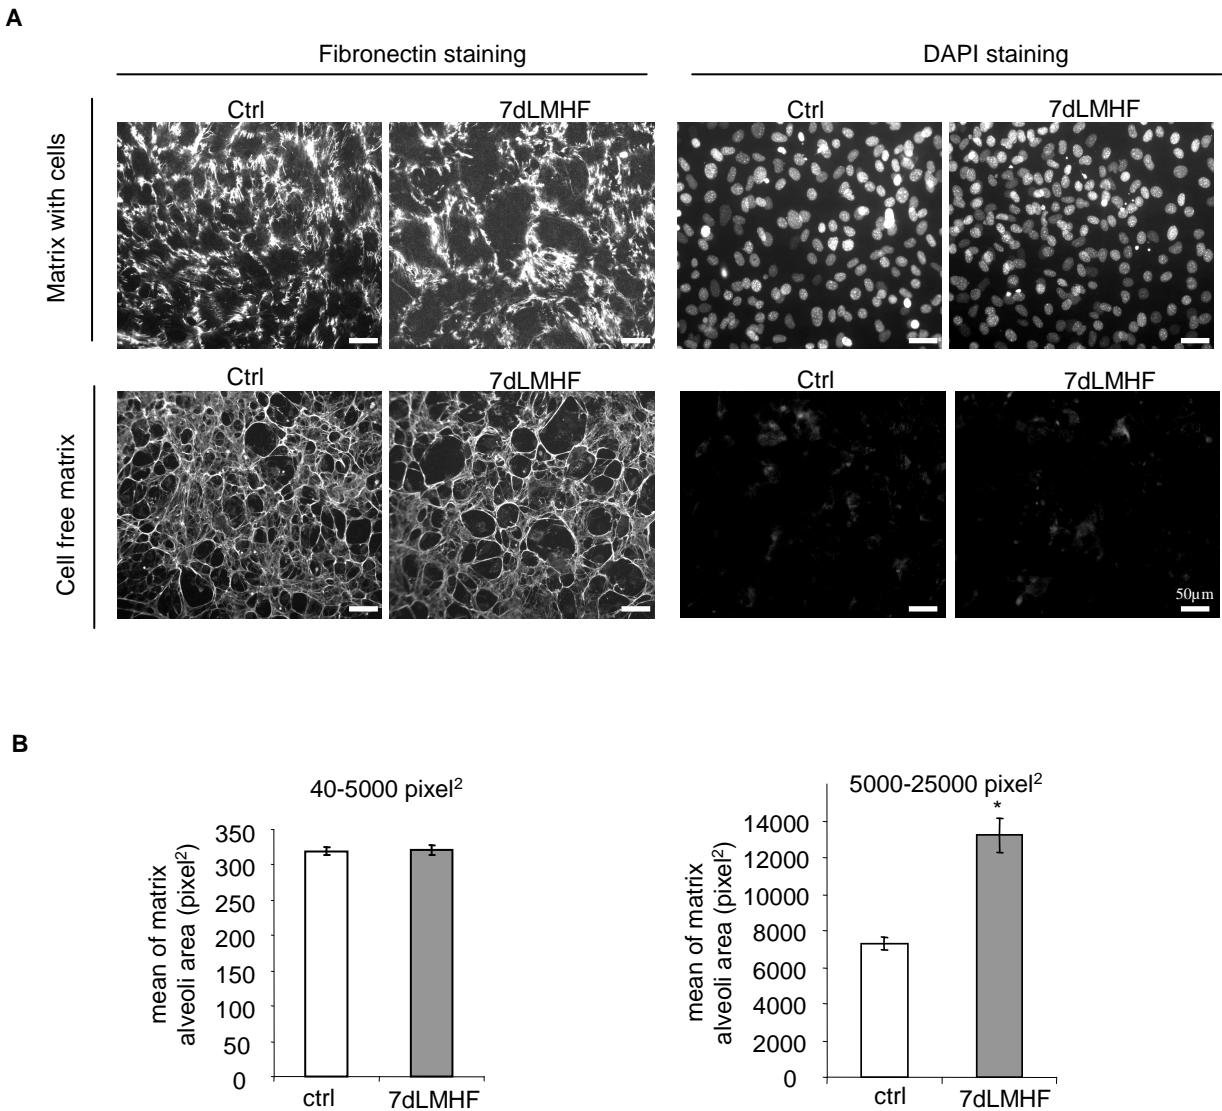 A
Fibronectin staining
DAPI staining
Matrix with cells
Ctrl
7dLMHF
Ctrl
7dLMHF
Cell free matrix
Ctrl
7dLMHF
Ctrl
7dLMHF
50µm
B
40-5000 pixel²
mean of matrix
alveoli area (pixel²)
350
300
250
200
150
100
50
0
ctrl
7dLMHF
5000-25000 pixel²
*
mean of matrix
alveoli area (pixel²)
14000
12000
10000
8000
6000
4000
2000
0
ctrl
7dLMHF